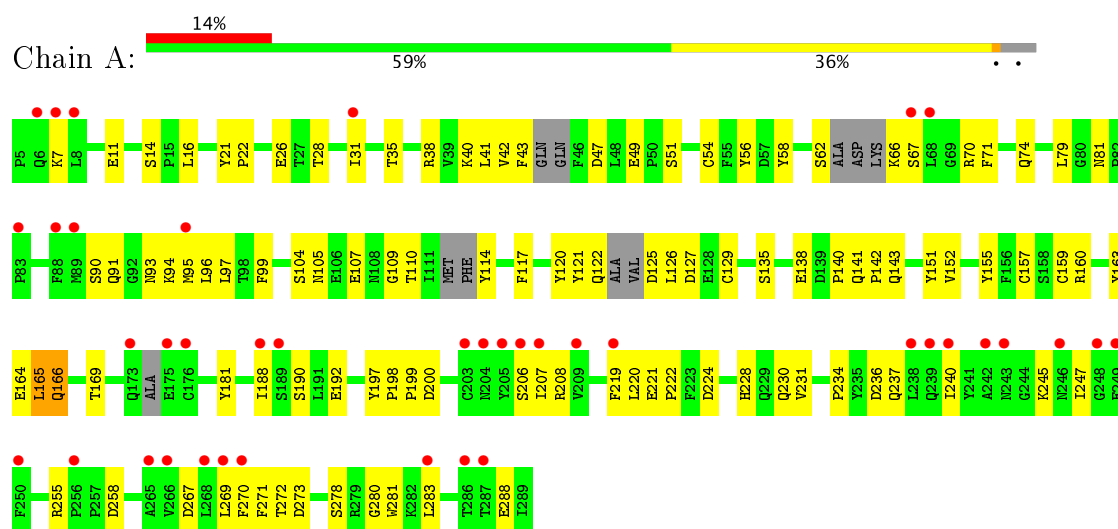 14%
Chain A:
59% 36% • •
P5 Q6 K7 L8 E11 S14 P15 L16 Y21 P22 E26 T27 T28 I31 T35 R38 V39 K40 L41 V42 F43 GLN GLN F46 D47 L48 E49 P50 S51 C54 F55 Y56 D57 Y58 S62 ALA ASP LYS K66 S67 L68 G69 R70 F71 Q74 L79 G80 N81
P83 F88 M89 S90 Q91 G92 N93 K94 M95 L96 L97 T98 F99 S104 N105 E106 E107 N108 G109 T110 I111 MET PHE Y114 F117 Y120 Y121 Q122 ALA VAL D125 L126 D127 E128 C129 S135 E138 D139 P140 Q141 P142 Q143 Y151 V152 Y155 F156 C157 S158 C159 R160 Y163
E164 L165 Q166 T169 Q173 ALA E175 C176 Y181 I188 S189 S190 L191 E192 Y197 P198 P199 D200 C203 N204 Y205 S206 I207 R208 V209 F219 L220 E221 P222 F223 D224 H228 Q229 Q230 V231 P234 Y235 D236 Q237 L238 Q239 I240 Y241 A242 N243 G244 K245 N246 I247 G248
F250 R255 P256 P257 D258 A265 V266 D267 L268 L269 F270 F271 T272 D273 S278 R279 G280 W281 K282 L283 T286 T287 E288 I289